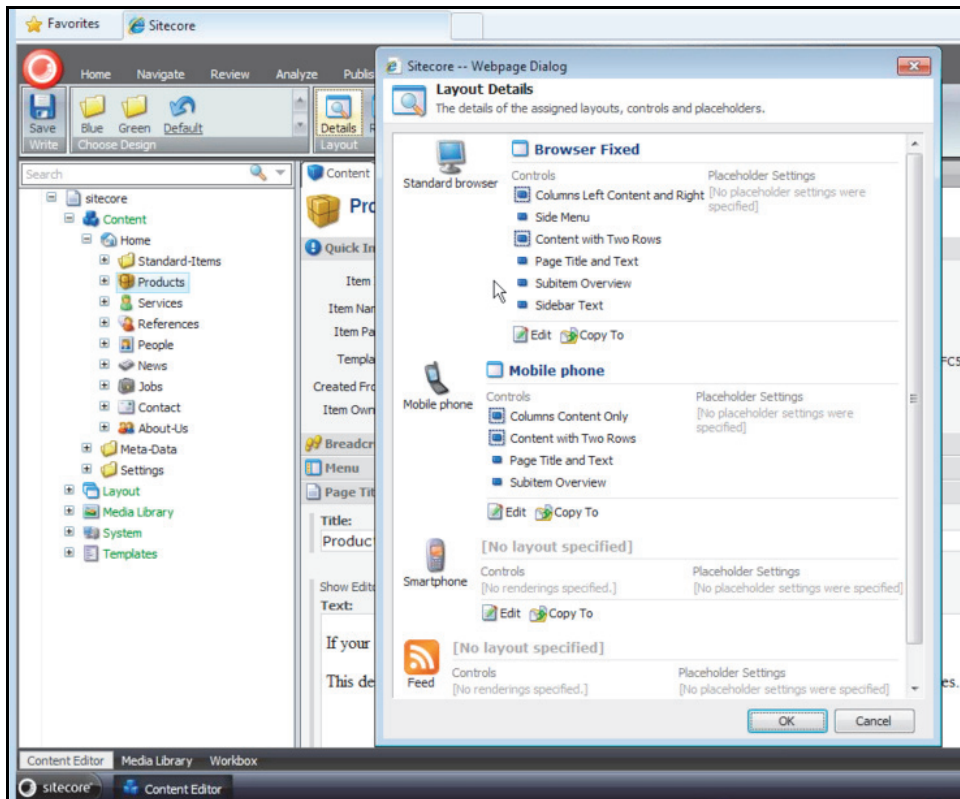 Favorites
Sitecore
Home Navigate Review Analyze Publis
Save Blue Green Default Details R
Write Choose Design Layout
Search
sitecore
Content
Home
Standard-Items
Products
Services
References
People
News
Jobs
Contact
About-Us
Meta-Data
Settings
Layout
Media Library
System
Templates
Content
Pro
Quick In
Item
Item Nar
Item Pa
Templa
Created Fro
Item Own
FC5
Breadcr
Menu
Page Tit
Title:
Produc
Show Edito
Text:
If your
This de
es.
Sitecore -- Webpage Dialog
Layout Details
The details of the assigned layouts, controls and placeholders.
Standard browser
Browser Fixed
Controls Placeholder Settings
Columns Left Content and Right [No placeholder settings were
specified]
Side Menu
Content with Two Rows
Page Title and Text
Subitem Overview
Sidebar Text
Edit Copy To
Mobile phone
Mobile phone
Controls Placeholder Settings
Columns Content Only [No placeholder settings were
specified]
Content with Two Rows
Page Title and Text
Subitem Overview
Edit Copy To
Smartphone
[No layout specified]
Controls Placeholder Settings
[No renderings specified.] [No placeholder settings were specified]
Edit Copy To
Feed
[No layout specified]
Controls Placeholder Settings
[No renderings specified.] [No placeholder settings were specified]
OK Cancel
Content Editor Media Library Workbox
sitecore Content Editor